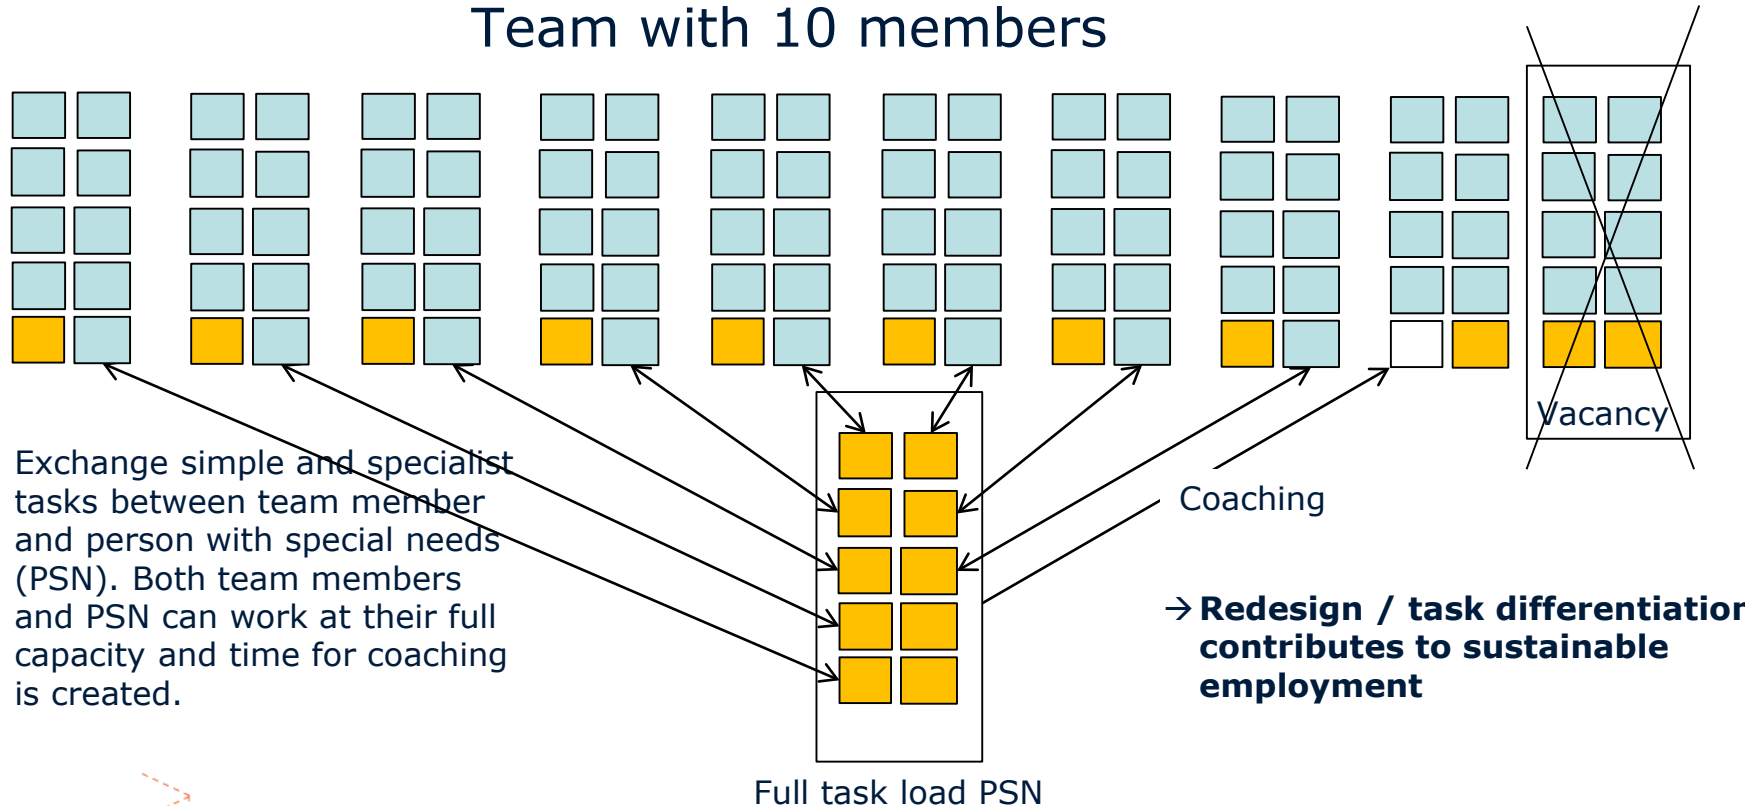 Team with 10 members
Vacancy
Exchange simple and specialist
tasks between team member
and person with special needs
(PSN). Both team members
and PSN can work at their full
capacity and time for coaching
is created.
Coaching
→ Redesign / task differentiation
contributes to sustainable
employment
Full task load PSN